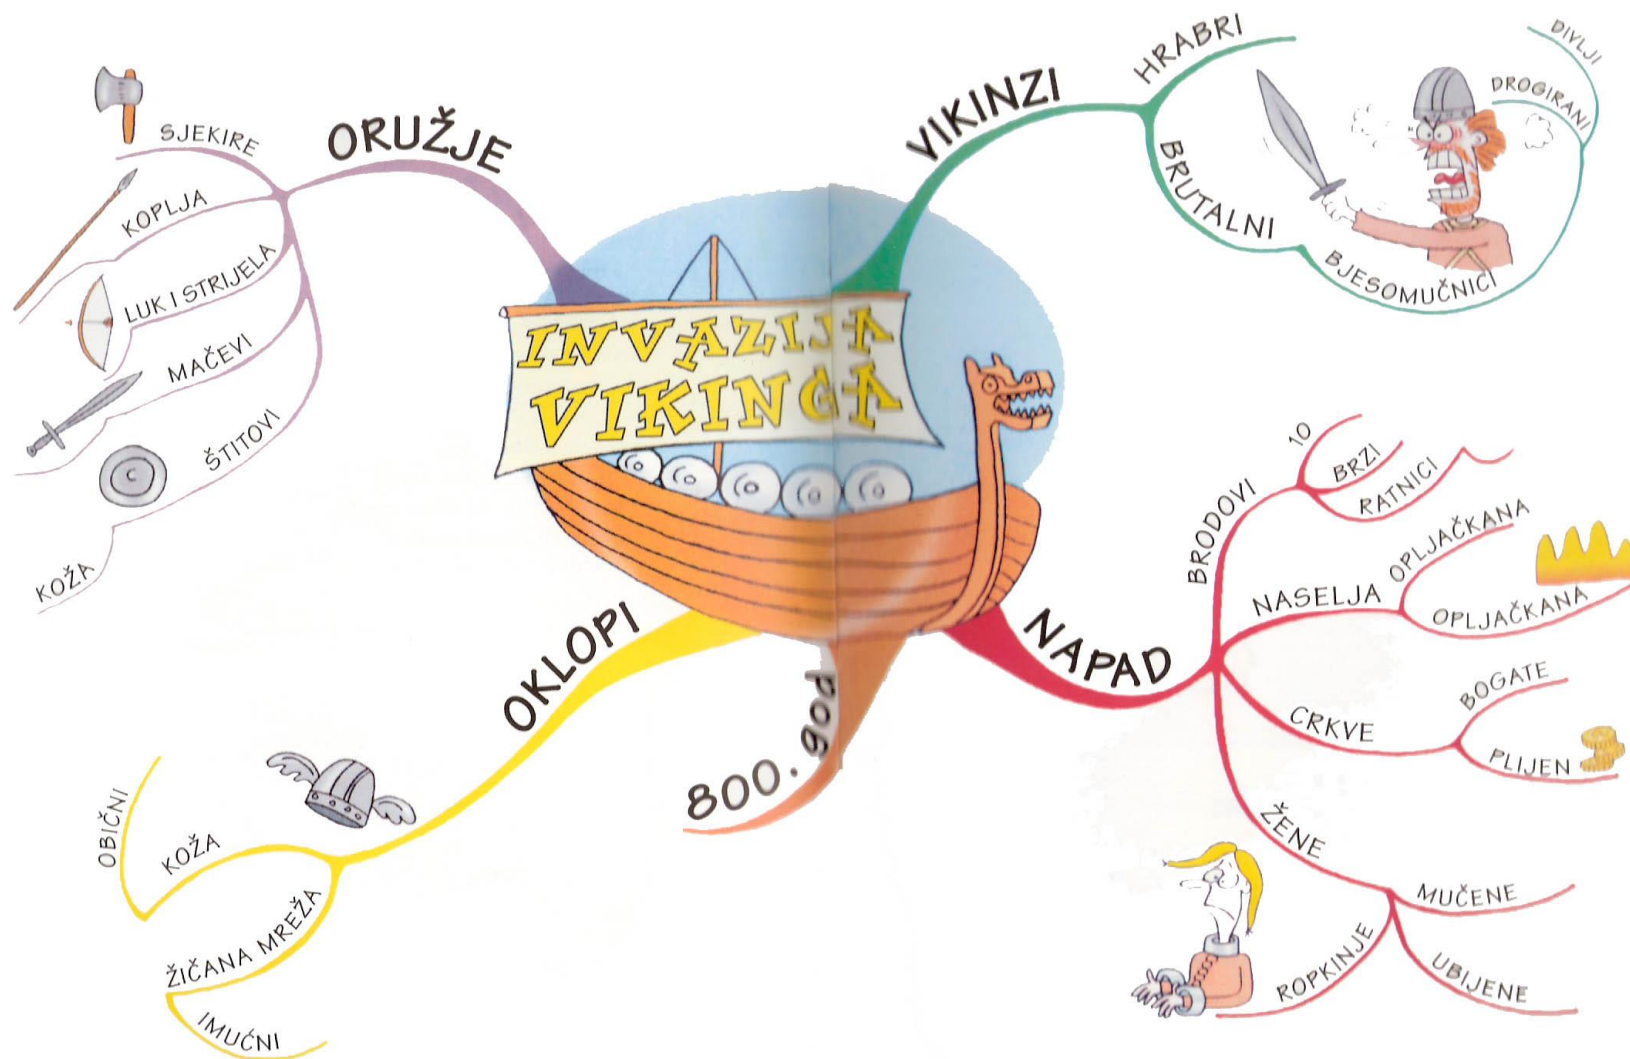 INVAZIJA
VIKINGA
VIKINZI
HRABRI
BRUTALNI
BJESOMUČNICI
DROGIRANI
DIVLJI
NAPAD
BRODOVI
10
BRZI
RATNICI
NASELJA
OPLJAČKANA
OPLJAČKANA
CRKVE
BOGATE
PLIJEN
ŽENE
MUČENE
UBIJENE
ROPKINJE
800. god
OKLOPI
KOŽA
OBIČNI
ŽIČANA MREŽA
IMUĆNI
ORUŽJE
SJEKIRE
KOPLJA
LUK I STRIJELA
MAČEVI
ŠTITOVI
KOŽA